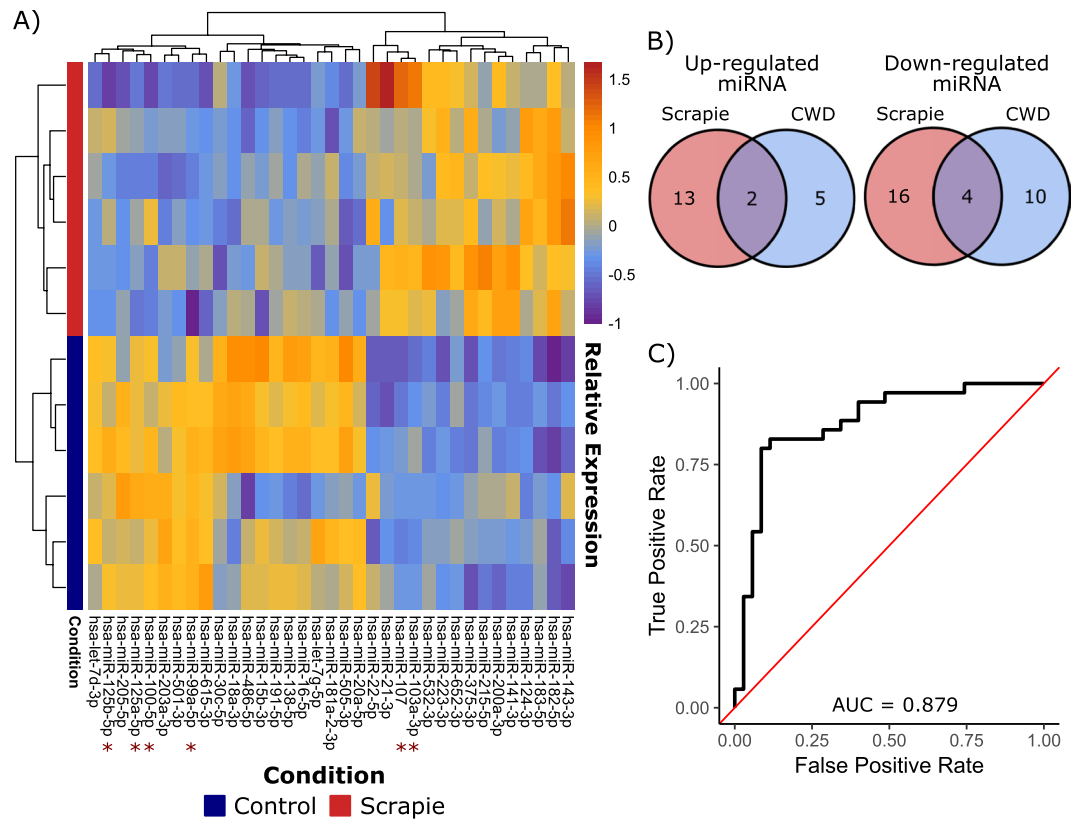 A)
1.5
1
0.5
0
-0.5
-1
Relative Expression
Condition
hsa-let-7d-3p
hsa-miR-125b-5p
hsa-miR-205-5p
hsa-miR-125a-5p
hsa-miR-100-5p
hsa-miR-203a-3p
hsa-miR-501-3p
hsa-miR-99a-5p
hsa-miR-615-3p
hsa-miR-30c-5p
hsa-miR-18a-3p
hsa-miR-486-5p
hsa-miR-15b-3p
hsa-miR-191-5p
hsa-miR-138-5p
hsa-miR-16-5p
hsa-let-7g-5p
hsa-miR-181a-2-3p
hsa-miR-505-3p
hsa-miR-20a-5p
hsa-miR-22-5p
hsa-miR-21-3p
hsa-miR-107
hsa-miR-103a-3p
hsa-miR-532-3p
hsa-miR-223-3p
hsa-miR-652-3p
hsa-miR-375-3p
hsa-miR-215-5p
hsa-miR-200a-3p
hsa-miR-141-3p
hsa-miR-124-3p
hsa-miR-183-5p
hsa-miR-182-5p
hsa-miR-143-3p
* * * * * *
Condition
Control Scrapie
B)
Up-regulated
miRNA
Scrapie CWD
13 2 5
Down-regulated
miRNA
Scrapie CWD
16 4 10
C)
True Positive Rate
1.00
0.75
0.50
0.25
0.00
AUC = 0.879
0.00 0.25 0.50 0.75 1.00
False Positive Rate